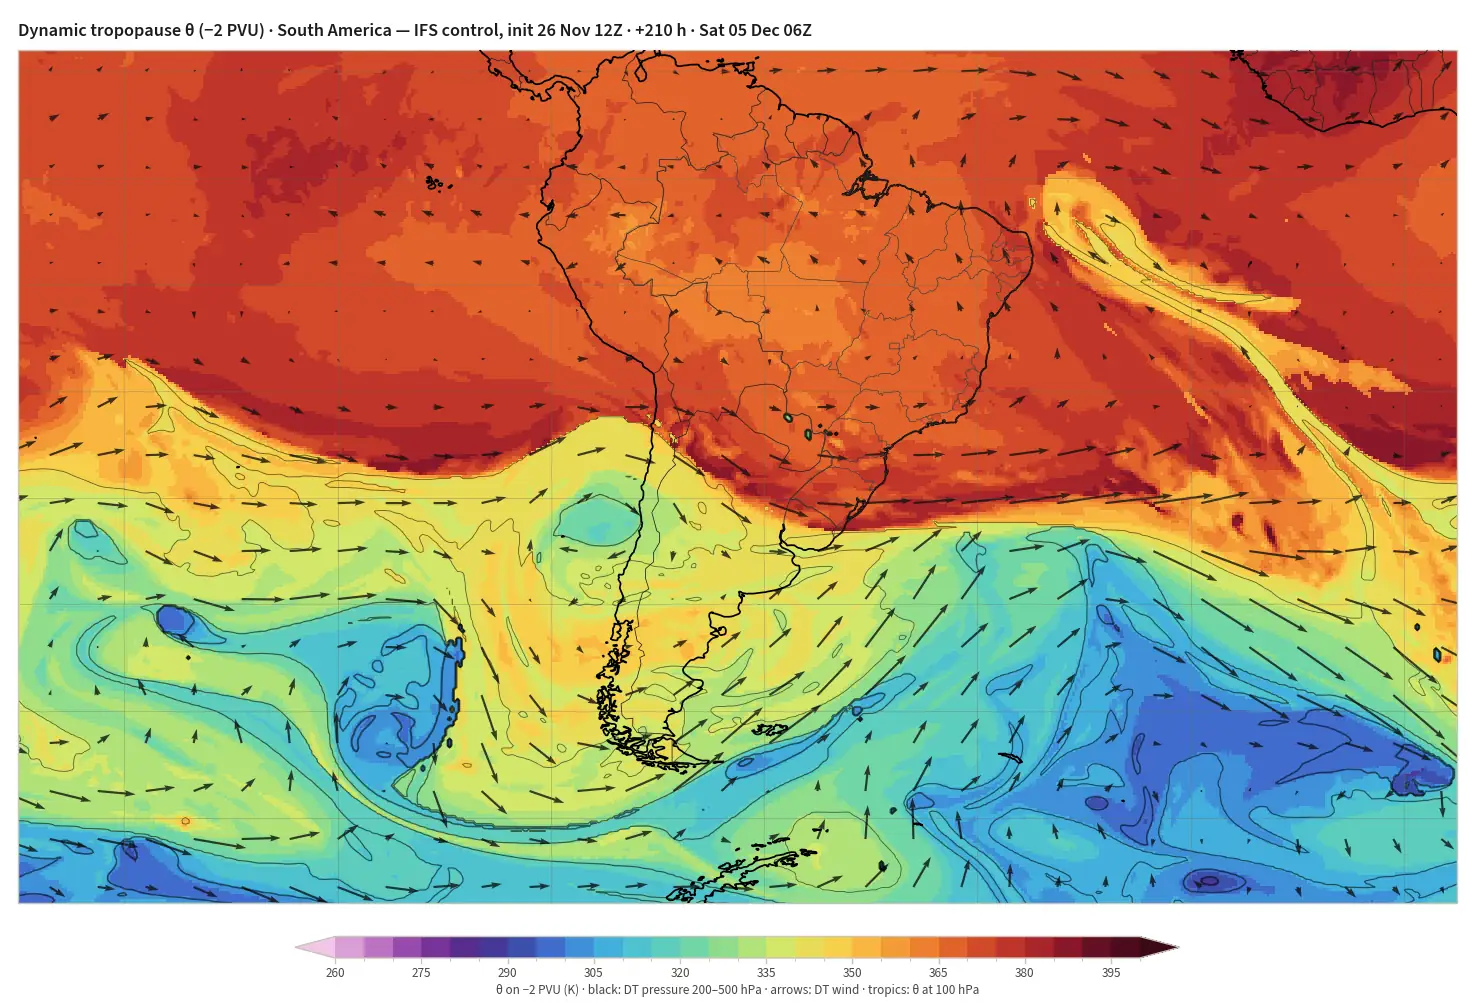 Dynamic tropopause θ (−2 PVU) · South America — IFS control, init 26 Nov 12Z · +210 h · Sat 05 Dec 06Z
260 275 290 305 320 335 350 365 380 395
θ on −2 PVU (K) · black: DT pressure 200–500 hPa · arrows: DT wind · tropics: θ at 100 hPa